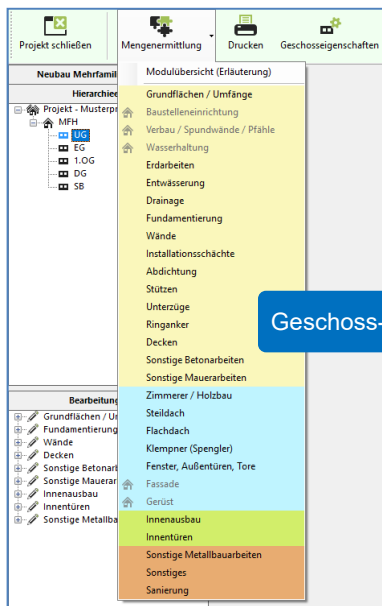 Projekt schließen
Mengenermittlung
Drucken
Geschosseigenschaften
Neubau Mehrfamil
Hierarchiee
Projekt - Musterpr
MFH
UG
EG
1.OG
DG
SB
Modulübersicht (Erläuterung)
Grundflächen / Umfänge
Baustelleneinrichtung
Verbau / Spundwände / Pfähle
Wasserhaltung
Erdarbeiten
Entwässerung
Drainage
Fundamentierung
Wände
Installationsschächte
Abdichtung
Stützen
Unterzüge
Ringanker
Decken
Sonstige Betonarbeiten
Sonstige Mauerarbeiten
Zimmerer / Holzbau
Steildach
Flachdach
Klempner (Spengler)
Fenster, Außentüren, Tore
Fassade
Gerüst
Innenausbau
Innentüren
Sonstige Metallbauarbeiten
Sonstiges
Sanierung
Geschoss-
Bearbeitung
Grundflächen / Um
Fundamentierung
Wände
Decken
Sonstige Betonarb
Sonstige Mauerar
Innenausbau
Innentüren
Sonstige Metallba